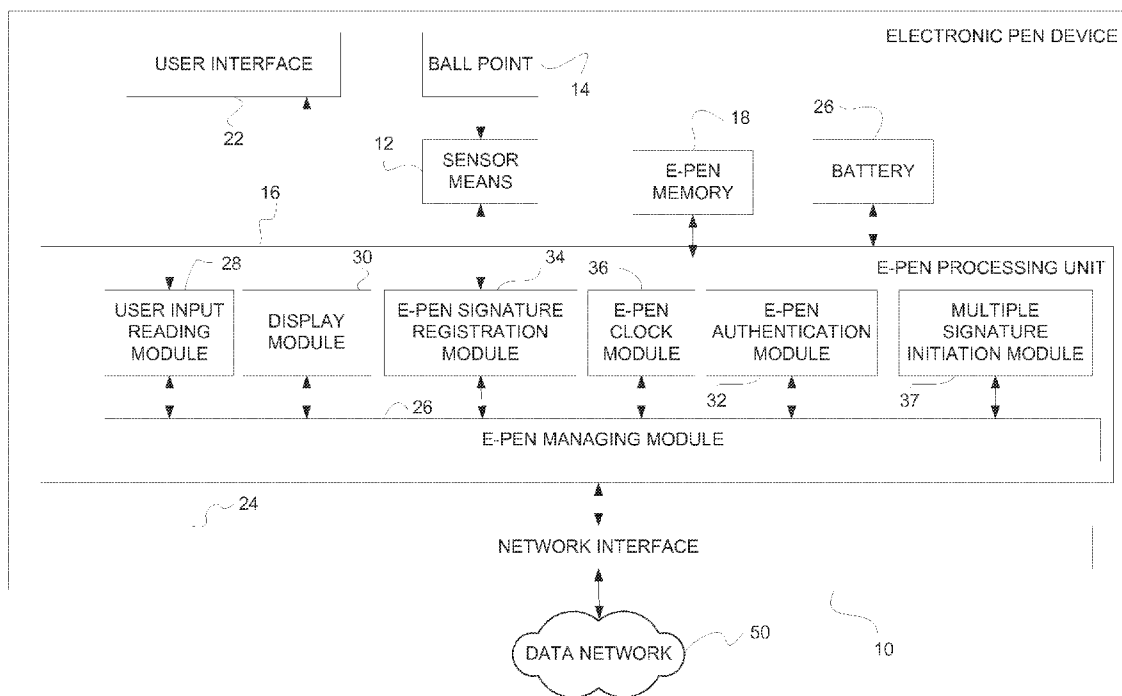 ELECTRONIC PEN DEVICE
USER INTERFACE
BALL POINT
14
22
12
18
26
SENSOR
MEANS
E-PEN
MEMORY
BATTERY
16
28
30
34
36
E-PEN PROCESSING UNIT
USER INPUT
READING
MODULE
DISPLAY
MODULE
E-PEN SIGNATURE
REGISTRATION
MODULE
E-PEN
CLOCK
MODULE
E-PEN
AUTHENTICATION
MODULE
MULTIPLE
SIGNATURE
INITIATION MODULE
26
32
37
E-PEN MANAGING MODULE
24
NETWORK INTERFACE
DATA NETWORK
50
10